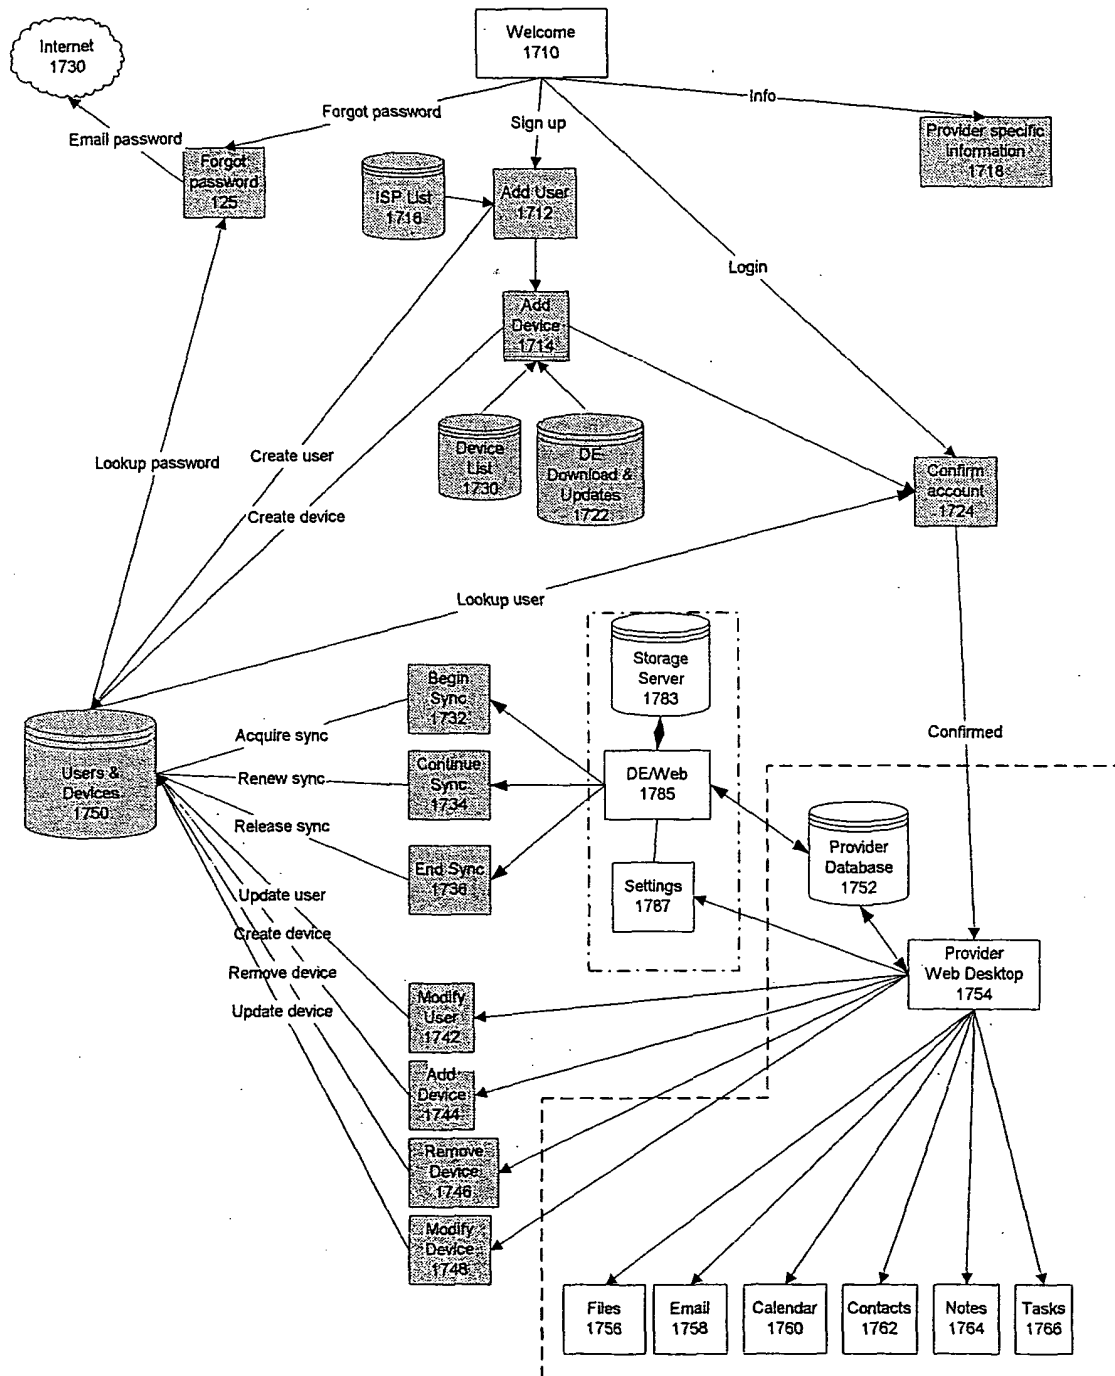 Welcome
1710
Internet
1730
Forgot password
Info
Email password
Sign up
Provider specific
Information
1718
Forgot
password
125
ISP List
1716
Add User
1712
Login
Add
Device
1714
Device
List
1730
DE
Download &
Updates
1722
Lookup password
Create user
Create device
Confirm
account
1724
Lookup user
Storage
Server
1783
Begin
Sync
1732
Acquire sync
Confirmed
Users &
Devices
1750
Renew sync
Continue
Sync
1734
DE/Web
1785
Release sync
Provider
Database
1752
End Sync
1736
Settings
1787
Update user
Create device
Remove device
Update device
Provider
Web Desktop
1754
Modify
User
1742
Add
Device
1744
Remove
Device
1746
Modify
Device
1748
Files
1756
Email
1758
Calendar
1760
Contacts
1762
Notes
1764
Tasks
1766